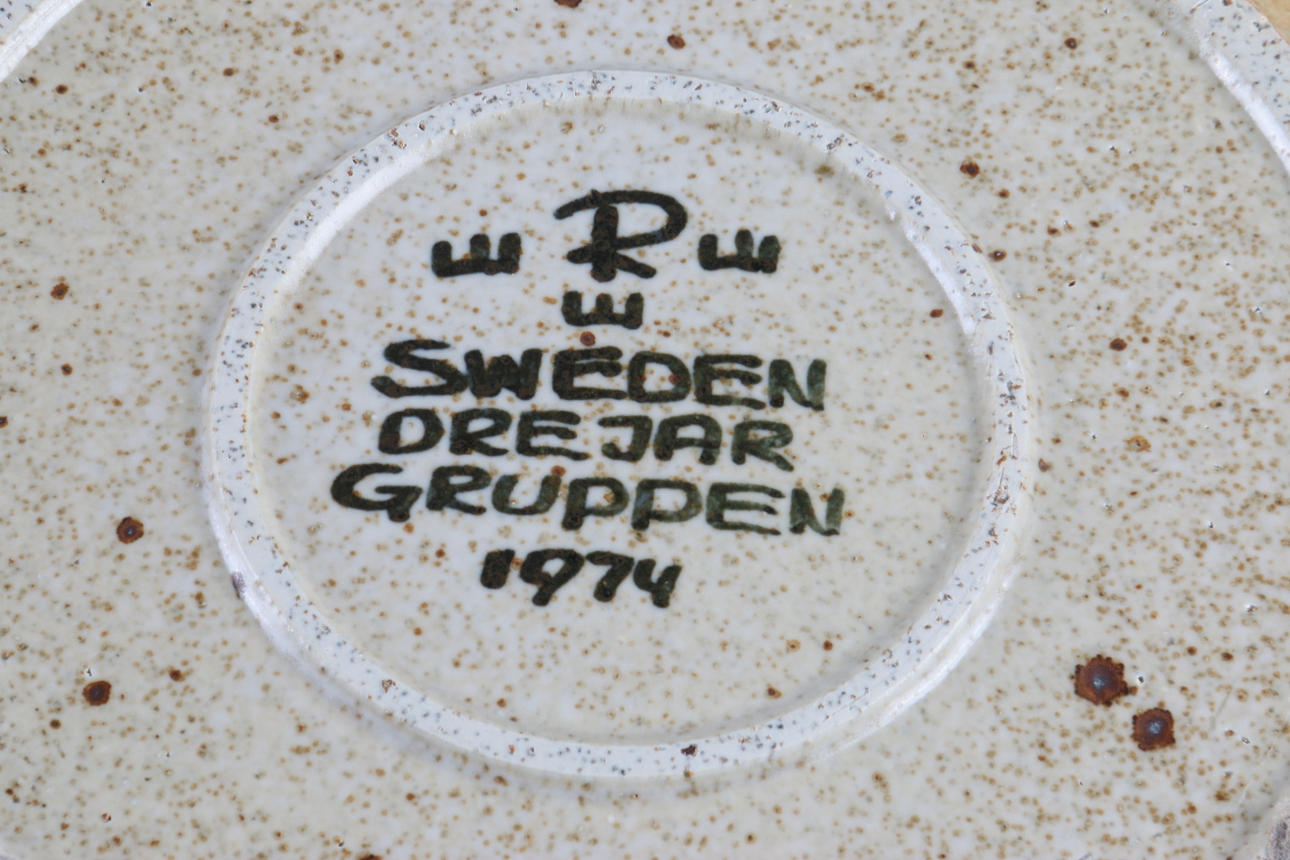 R
SWEDEN
DREJAR
GRUPPEN
1974